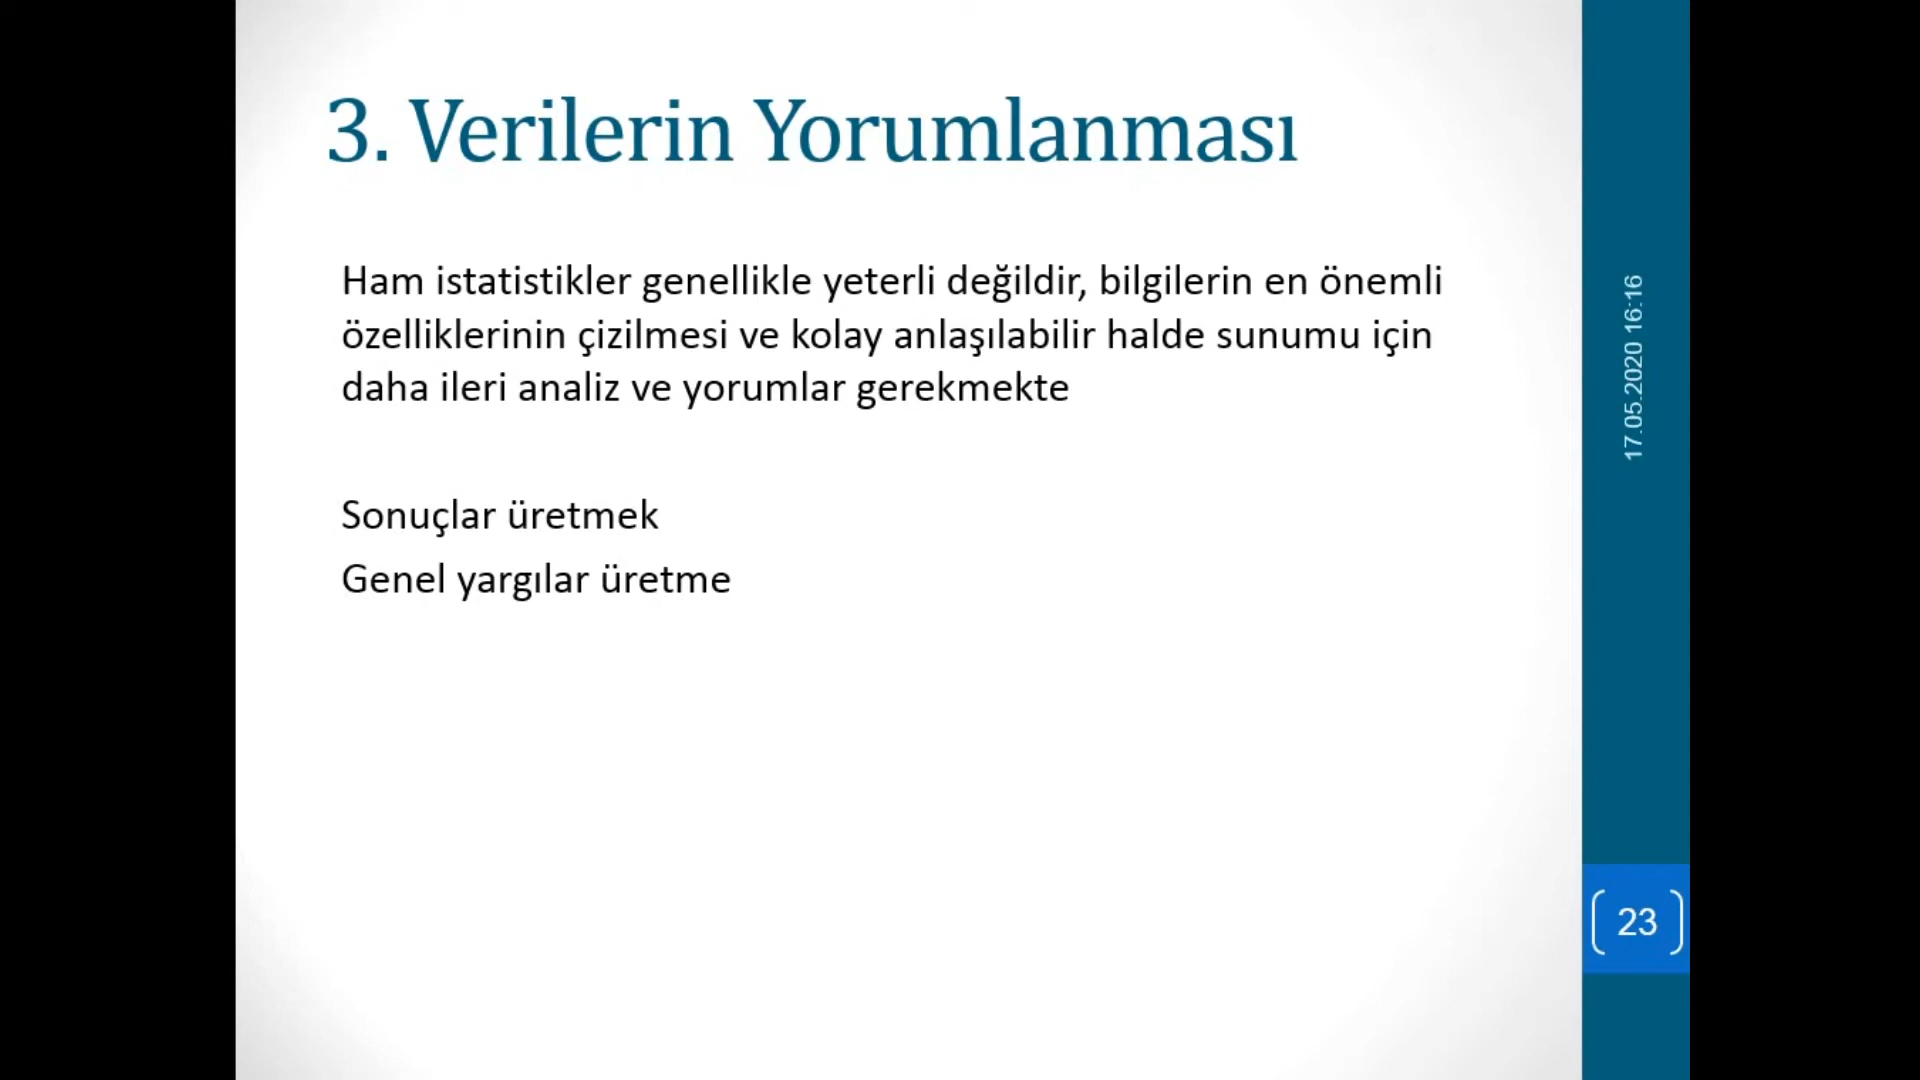 3. Verilerin Yorumlanması
Ham istatistikler genellikle yeterli değildir, bilgilerin en önemli
özelliklerinin çizilmesi ve kolay anlaşılabilir halde sunumu için
daha ileri analiz ve yorumlar gerekmekte
Sonuçlar üretmek
Genel yargılar üretme
17.05.2020 16:16
23